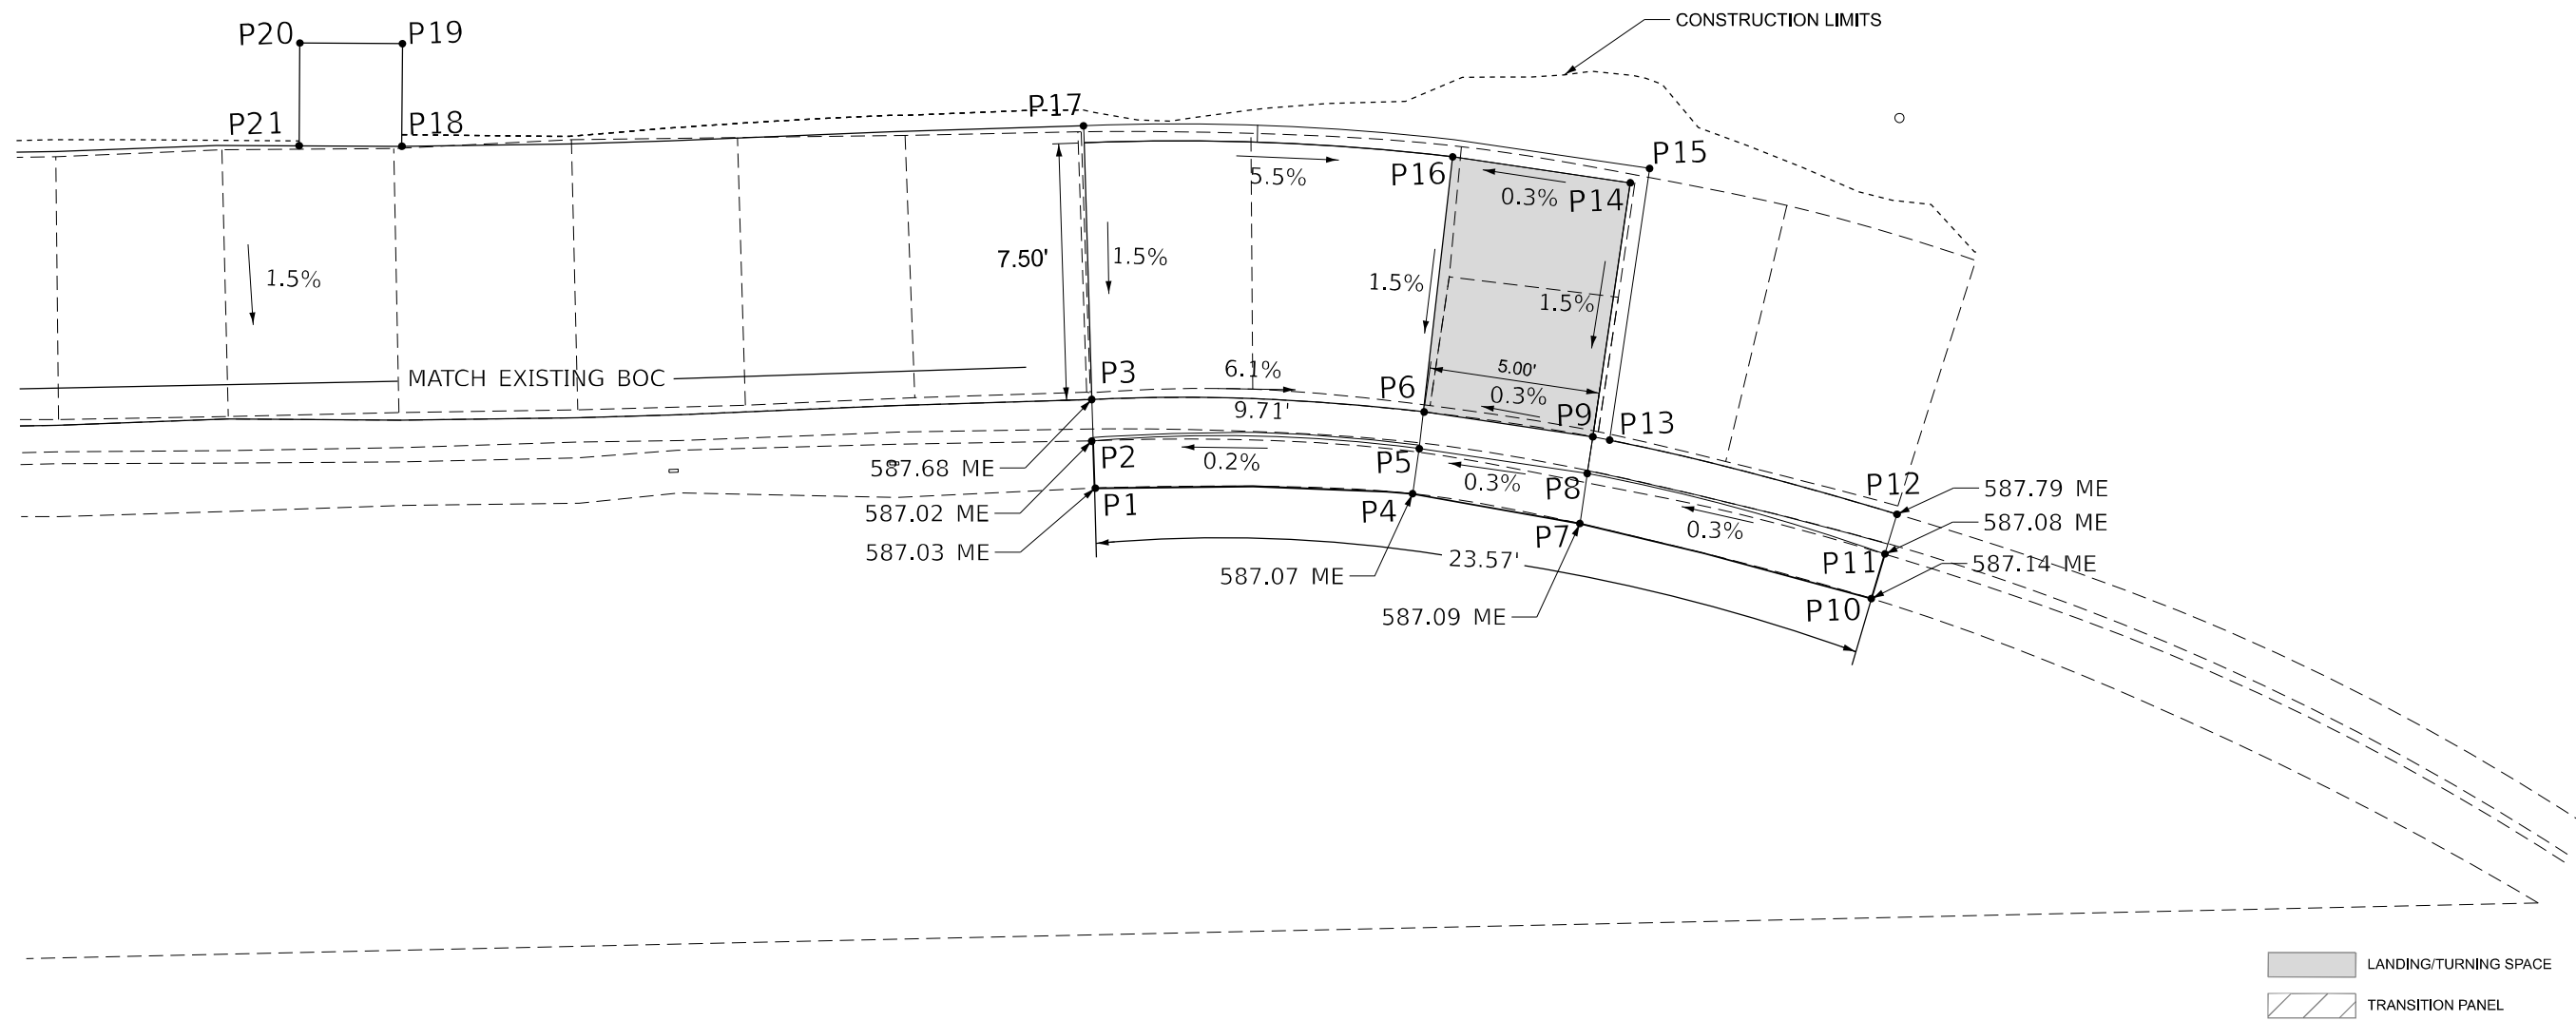 CONSTRUCTION LIMITS
P20
P19
P17
P21
P18
P15
P16
5.5%
0.3%
P14
7.50'
1.5%
1.5%
1.5%
1.5%
5.00'
MATCH EXISTING BOC
P3
6.1%
P6
0.3%
9.71'
P9
P13
587.68 ME
P2
0.2%
P5
0.3%
P8
P12
587.79 ME
587.02 ME
P1
P4
587.08 ME
0.3%
P7
587.03 ME
23.57'
P11
587.14 ME
587.07 ME
P10
587.09 ME
LANDING/TURNING SPACE
TRANSITION PANEL